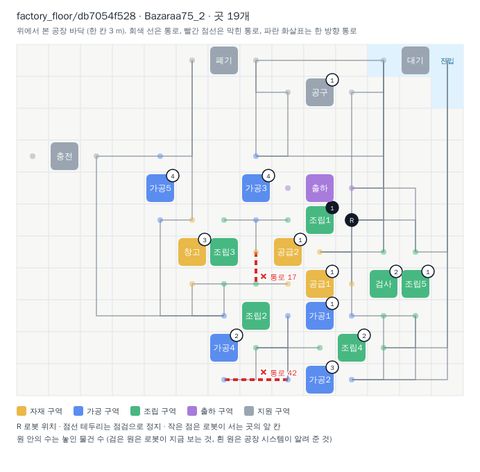 factory_floor/db7054f528 · Bazaraa75_2 · 곳 19개
위에서 본 공장 바닥 (한 칸 3 m). 회색 선은 통로, 빨간 점선은 막힌 통로, 파란 화살표는 한 방향 통로
폐기
대기
진입
공구 1
충전
가공5 4
가공3 4
출하
조립1 1
R
창고 3
조립3
공급2 1
통로 17
공급1 1
검사 2
조립5 1
조립2
가공1 1
가공4 2
조립4 2
통로 42
가공2 3
자재 구역
가공 구역
조립 구역
출하 구역
지원 구역
R 로봇 위치 · 점선 테두리는 점검으로 정지 · 작은 점은 로봇이 서는 곳의 앞 칸
원 안의 수는 놓인 물건 수 (검은 원은 로봇이 지금 보는 것, 흰 원은 공장 시스템이 알려 준 것)